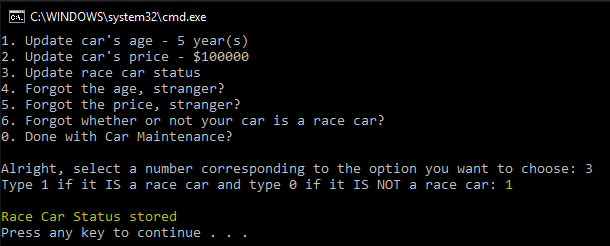 C:\WINDOWS\system32\cmd.exe
1. Update car's age - 5 year(s)
2. Update car's price - $100000
3. Update race car status
4. Forgot the age, stranger?
5. Forgot the price, stranger?
6. Forgot whether or not your car is a race car?
0. Done with Car Maintenance?
Alright, select a number corresponding to the option you want to choose: 3
Type 1 if it IS a race car and type 0 if it IS NOT a race car: 1
Race Car Status stored
Press any key to continue . . .